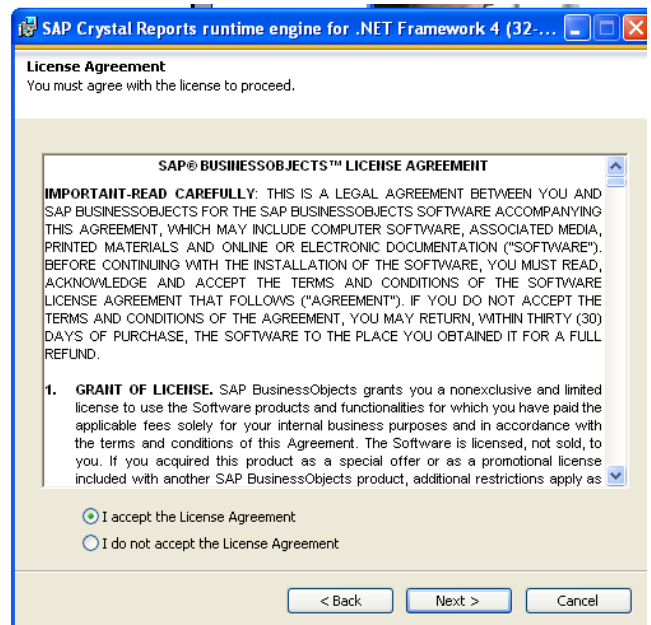 SAP Crystal Reports runtime engine for .NET Framework 4 (32-...
License Agreement
You must agree with the license to proceed.
SAP® BUSINESSOBJECTS™ LICENSE AGREEMENT
IMPORTANT-READ CAREFULLY: THIS IS A LEGAL AGREEMENT BETWEEN YOU AND
SAP BUSINESSOBJECTS FOR THE SAP BUSINESSOBJECTS SOFTWARE ACCOMPANYING
THIS AGREEMENT, WHICH MAY INCLUDE COMPUTER SOFTWARE, ASSOCIATED MEDIA,
PRINTED MATERIALS AND ONLINE OR ELECTRONIC DOCUMENTATION ("SOFTWARE").
BEFORE CONTINUING WITH THE INSTALLATION OF THE SOFTWARE, YOU MUST READ,
ACKNOWLEDGE AND ACCEPT THE TERMS AND CONDITIONS OF THE SOFTWARE
LICENSE AGREEMENT THAT FOLLOWS ("AGREEMENT"). IF YOU DO NOT ACCEPT THE
TERMS AND CONDITIONS OF THE AGREEMENT, YOU MAY RETURN, WITHIN THIRTY (30)
DAYS OF PURCHASE, THE SOFTWARE TO THE PLACE YOU OBTAINED IT FOR A FULL
REFUND.
1. GRANT OF LICENSE. SAP BusinessObjects grants you a nonexclusive and limited
license to use the Software products and functionalities for which you have paid the
applicable fees solely for your internal business purposes and in accordance with
the terms and conditions of this Agreement. The Software is licensed, not sold, to
you. If you acquired this product as a special offer or as a promotional license
included with another SAP BusinessObjects product, additional restrictions apply as
I accept the License Agreement
I do not accept the License Agreement
< Back Next > Cancel